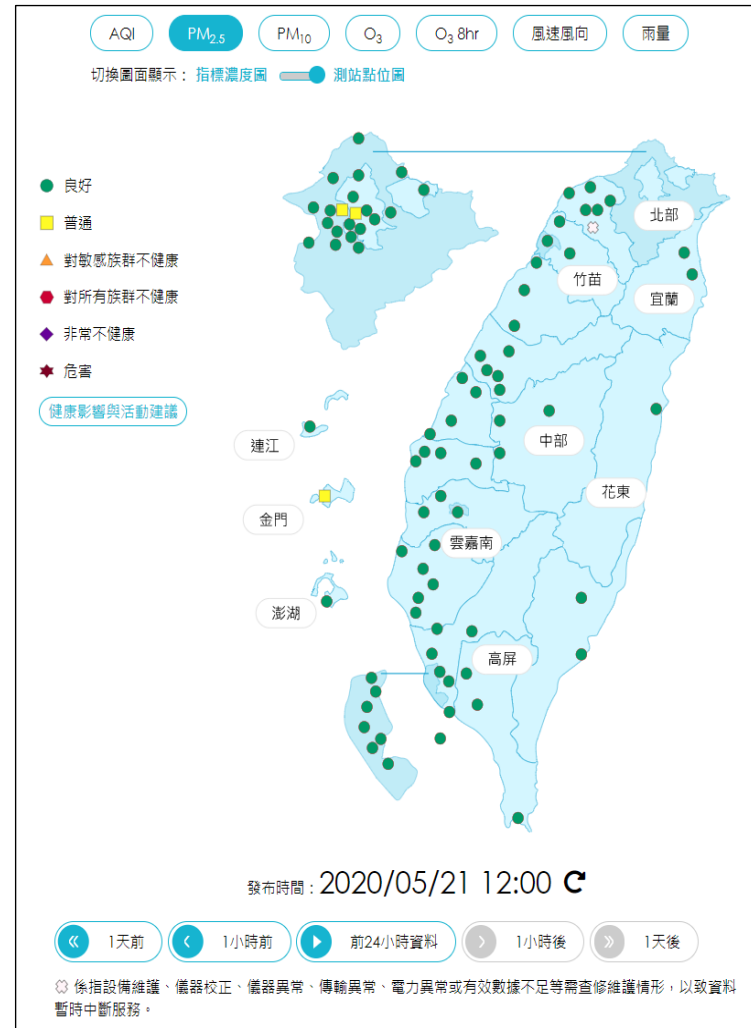 AQI PM2.5 PM10 O3 O3 8hr 風速風向 雨量
切換圖面顯示： 指標濃度圖 測站點位圖
良好
普通
對敏感族群不健康
對所有族群不健康
非常不健康
危害
健康影響與活動建議
北部
竹苗
宜蘭
中部
連江
花東
金門
雲嘉南
澎湖
高屏
發布時間：2020/05/21 12:00
1天前 1小時前 前24小時資料 1小時後 1天後
係指設備維護、儀器校正、儀器異常、傳輸異常、電力異常或有效數據不足等需查修維護情形，以致資料
暫時中斷服務。